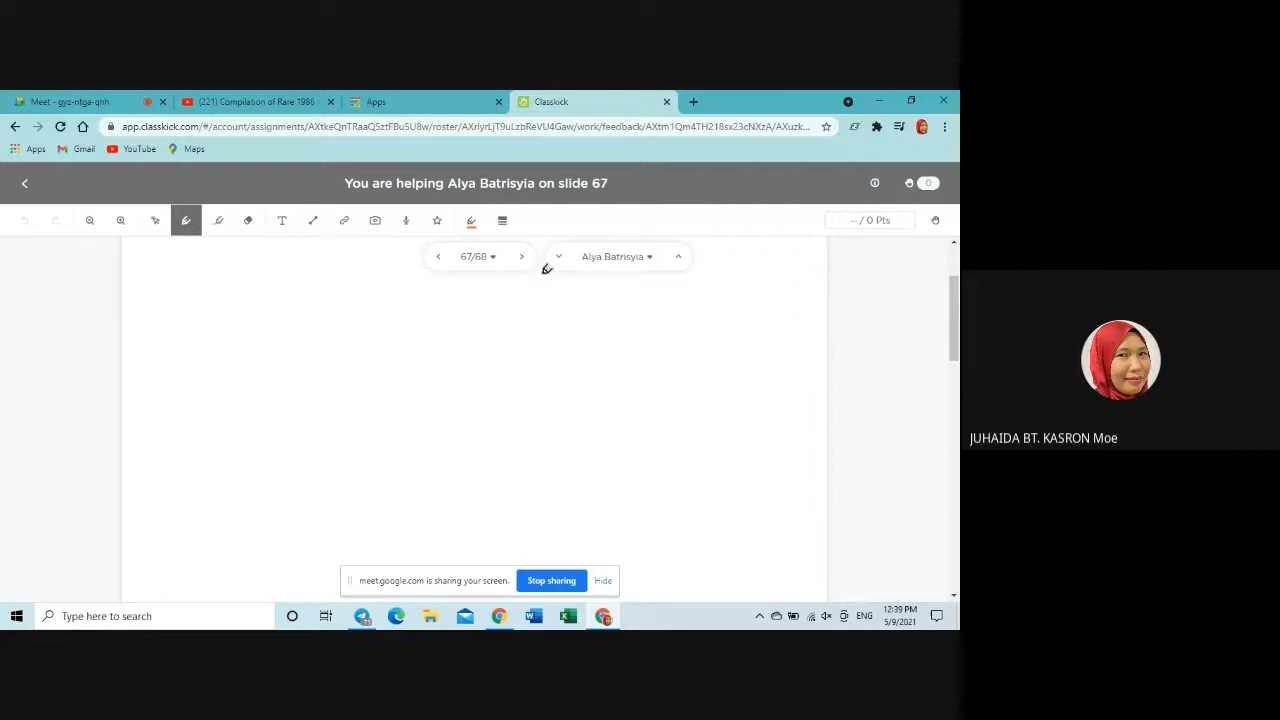 Meet - gyz-ntga-qhh
(221) Compilation of Rare 1986
Apps
Classkick
app.classkick.com/#/account/assignments/AXtkeQnTRaaQ5ztFBu5U8w/roster/AXrIyrLjT9uLzbReVU4Gaw/work/feedback/AXtm1Qm4TH218sx23cNXzA/AXuzk...
Apps
Gmail
YouTube
Maps
You are helping Alya Batrisyia on slide 67
0
T
-- / 0 Pts
67/68
Alya Batrisyia
JUHAIDA BT. KASRON Moe
meet.google.com is sharing your screen.
Stop sharing
Hide
Type here to search
ENG
12:39 PM
5/9/2021